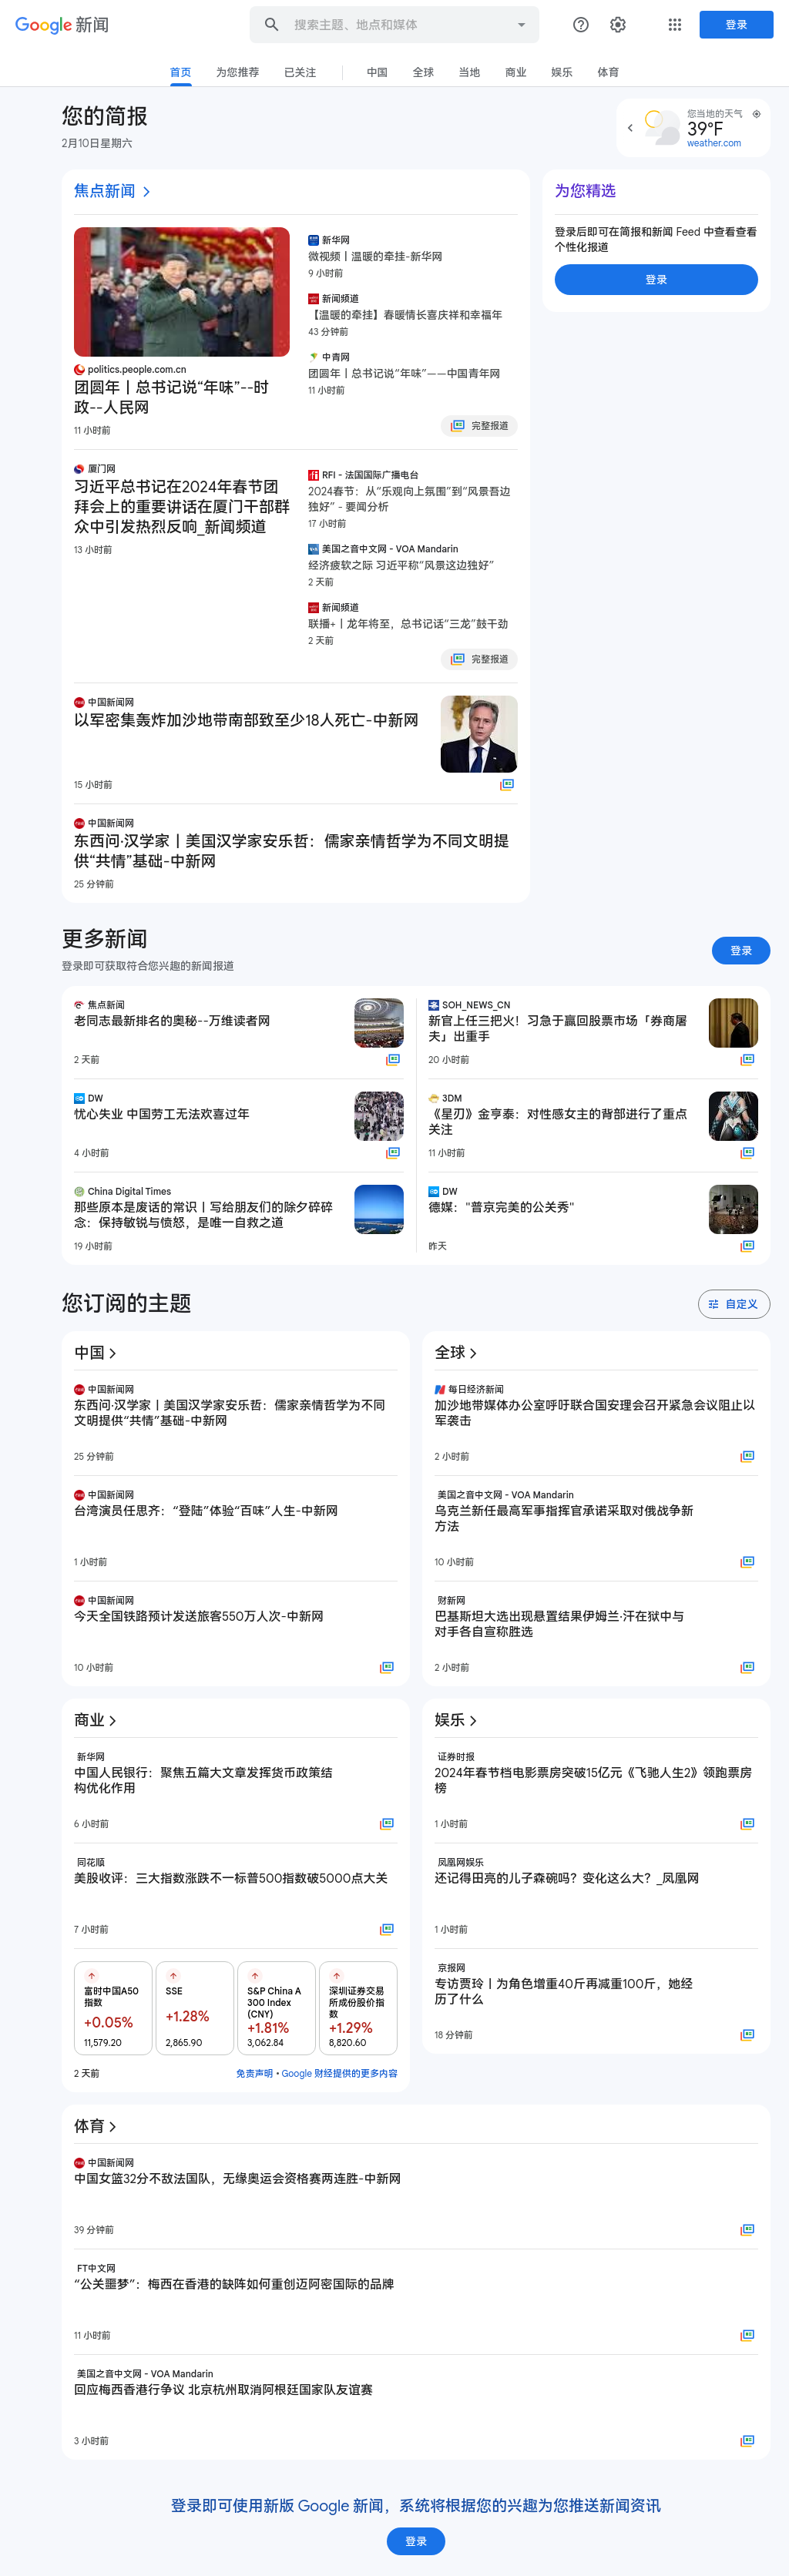 Google 新闻
搜索主题、地点和媒体
登录
首页
为您推荐
已关注
中国
全球
当地
商业
娱乐
体育
您的简报
2月10日星期六
您当地的天气
39°F
weather.com
焦点新闻
politics.people.com.cn
团圆年丨总书记说“年味”--时
政--人民网
11 小时前
新华网
微视频丨温暖的牵挂-新华网
9 小时前
新闻频道
【温暖的牵挂】春暖情长喜庆祥和幸福年
43 分钟前
中青网
团圆年丨总书记说“年味”——中国青年网
11 小时前
完整报道
厦门网
习近平总书记在2024年春节团
拜会上的重要讲话在厦门干部群
众中引发热烈反响_新闻频道
13 小时前
RFI - 法国国际广播电台
2024春节：从“乐观向上氛围”到“风景吾边
独好” - 要闻分析
17 小时前
美国之音中文网 - VOA Mandarin
经济疲软之际 习近平称“风景这边独好”
2 天前
新闻频道
联播+丨龙年将至，总书记话“三龙”鼓干劲
2 天前
完整报道
中国新闻网
以军密集轰炸加沙地带南部致至少18人死亡-中新网
15 小时前
中国新闻网
东西问·汉学家丨美国汉学家安乐哲：儒家亲情哲学为不同文明提
供“共情”基础-中新网
25 分钟前
为您精选
登录后即可在简报和新闻 Feed 中查看查看
个性化报道
登录
更多新闻
登录即可获取符合您兴趣的新闻报道
登录
焦点新闻
老同志最新排名的奥秘--万维读者网
2 天前
DW
忧心失业 中国劳工无法欢喜过年
4 小时前
China Digital Times
那些原本是废话的常识丨写给朋友们的除夕碎碎
念：保持敏锐与愤怒，是唯一自救之道
19 小时前
SOH_NEWS_CN
新官上任三把火！习急于赢回股票市场「券商屠
夫」出重手
20 小时前
3DM
《星刃》金亨泰：对性感女主的背部进行了重点
关注
11 小时前
DW
德媒："普京完美的公关秀"
昨天
您订阅的主题
自定义
中国
中国新闻网
东西问·汉学家丨美国汉学家安乐哲：儒家亲情哲学为不同
文明提供“共情”基础-中新网
25 分钟前
中国新闻网
台湾演员任思齐：“登陆”体验“百味”人生-中新网
1 小时前
中国新闻网
今天全国铁路预计发送旅客550万人次-中新网
10 小时前
全球
每日经济新闻
加沙地带媒体办公室呼吁联合国安理会召开紧急会议阻止以
军袭击
2 小时前
美国之音中文网 - VOA Mandarin
乌克兰新任最高军事指挥官承诺采取对俄战争新
方法
10 小时前
财新网
巴基斯坦大选出现悬置结果伊姆兰·汗在狱中与
对手各自宣称胜选
2 小时前
商业
新华网
中国人民银行：聚焦五篇大文章发挥货币政策结
构优化作用
6 小时前
同花顺
美股收评：三大指数涨跌不一标普500指数破5000点大关
7 小时前
富时中国A50
指数
+0.05%
11,579.20
SSE
+1.28%
2,865.90
S&P China A
300 Index
(CNY)
+1.81%
3,062.84
深圳证券交易
所成份股价指
数
+1.29%
8,820.60
2 天前
免责声明 • Google 财经提供的更多内容
娱乐
证券时报
2024年春节档电影票房突破15亿元《飞驰人生2》领跑票房
榜
1 小时前
凤凰网娱乐
还记得田亮的儿子森碗吗？变化这么大？_凤凰网
1 小时前
京报网
专访贾玲丨为角色增重40斤再减重100斤，她经
历了什么
18 分钟前
体育
中国新闻网
中国女篮32分不敌法国队，无缘奥运会资格赛两连胜-中新网
39 分钟前
FT中文网
“公关噩梦”：梅西在香港的缺阵如何重创迈阿密国际的品牌
11 小时前
美国之音中文网 - VOA Mandarin
回应梅西香港行争议 北京杭州取消阿根廷国家队友谊赛
3 小时前
登录即可使用新版 Google 新闻，系统将根据您的兴趣为您推送新闻资讯
登录